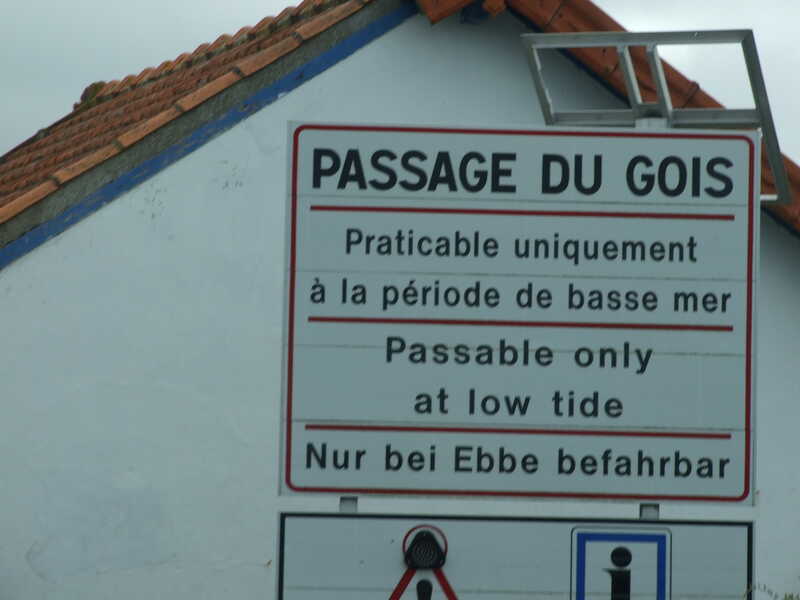 PASSAGE DU GOIS
Praticable uniquement
à la période de basse mer
Passable only
at low tide
Nur bei Ebbe befahrbar
i